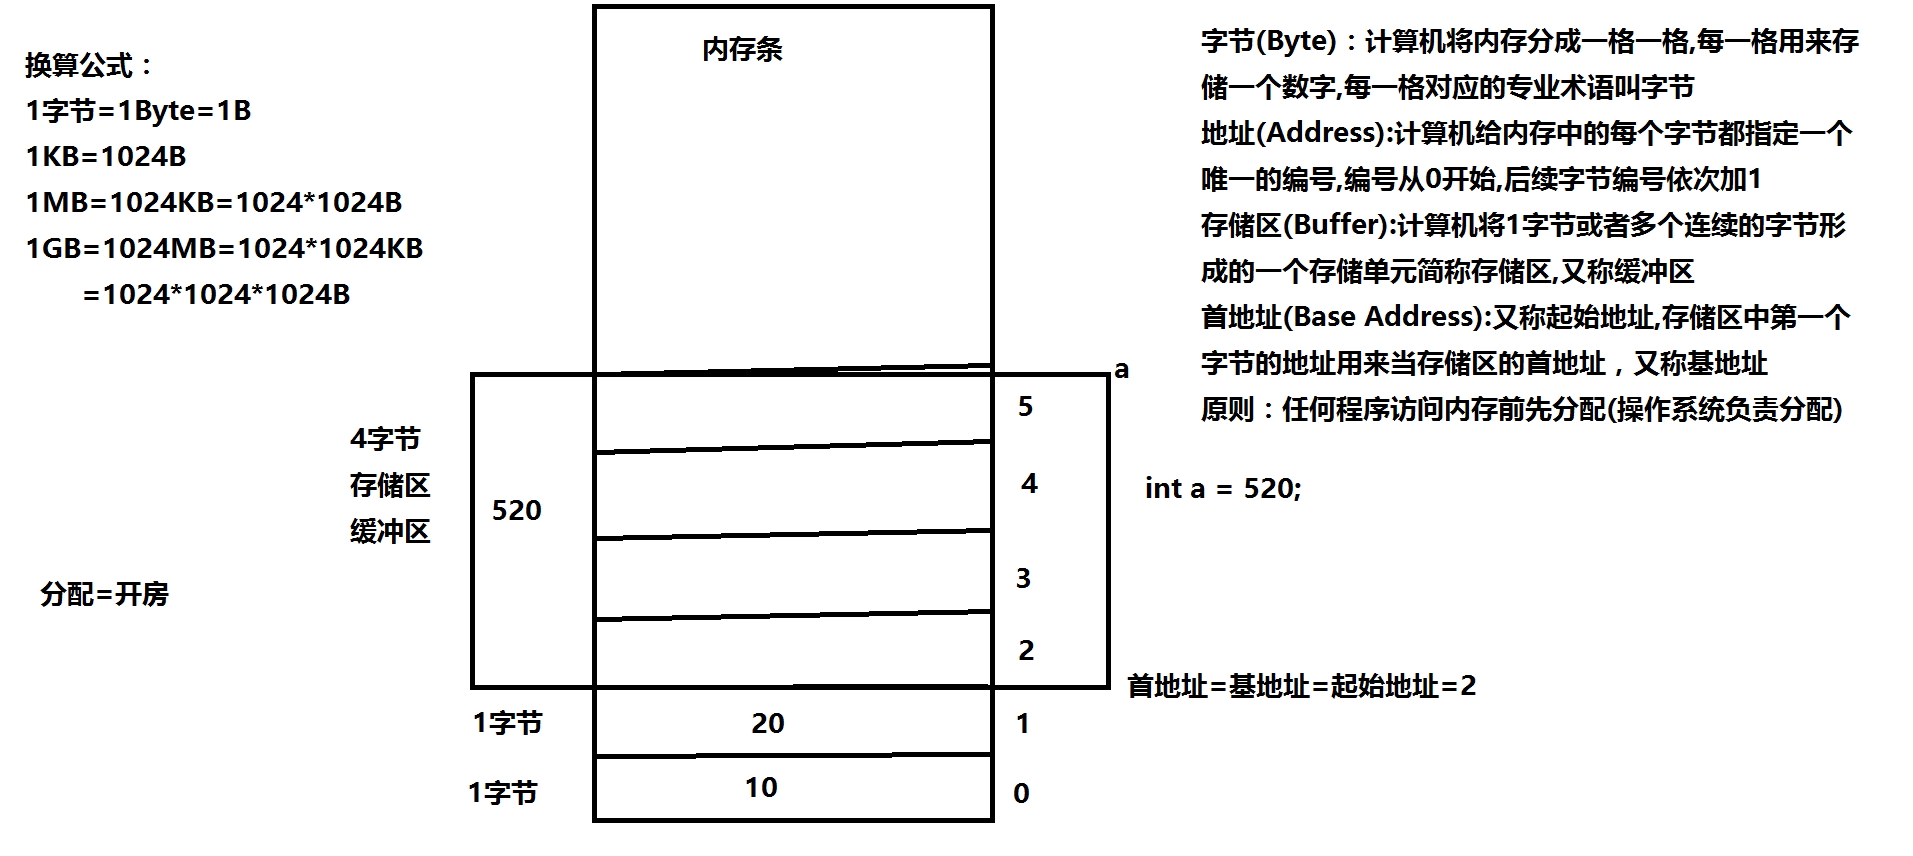 换算公式：
1字节=1Byte=1B
1KB=1024B
1MB=1024KB=1024*1024B
1GB=1024MB=1024*1024KB
=1024*1024*1024B
4字节
存储区
缓冲区
分配=开房
内存条
520
5
4
3
2
1字节
20
1
1字节
10
0
a
int a = 520;
首地址=基地址=起始地址=2
字节(Byte)：计算机将内存分成一格一格,每一格用来存
储一个数字,每一格对应的专业术语叫字节
地址(Address):计算机给内存中的每个字节都指定一个
唯一的编号,编号从0开始,后续字节编号依次加1
存储区(Buffer):计算机将1字节或者多个连续的字节形
成的一个存储单元简称存储区,又称缓冲区
首地址(Base Address):又称起始地址,存储区中第一个
字节的地址用来当存储区的首地址，又称基地址
原则：任何程序访问内存前先分配(操作系统负责分配)